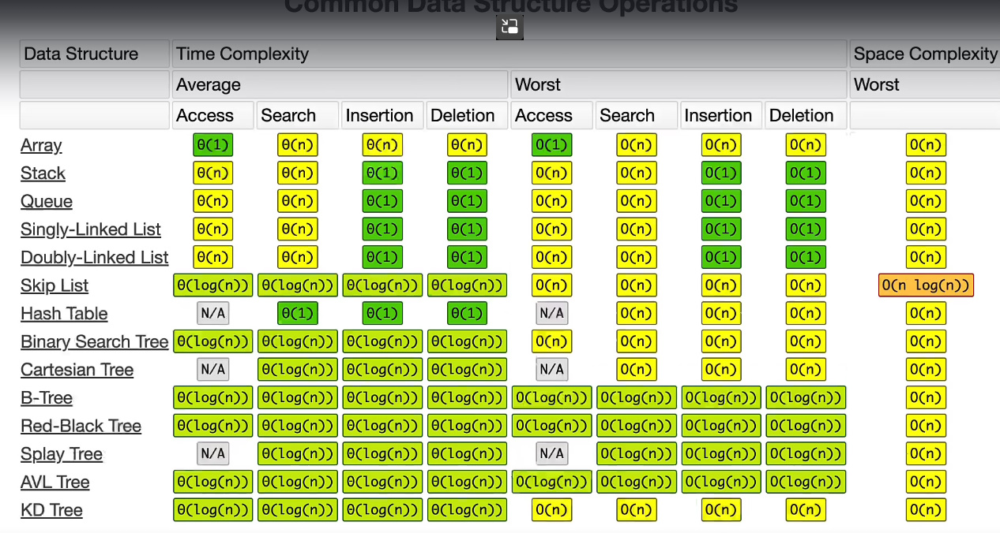 Common Data Structure Operations
Data Structure Time Complexity Space Complexity
Average Worst Worst
Access Search Insertion Deletion Access Search Insertion Deletion
Array Θ(1) Θ(n) Θ(n) Θ(n) O(1) O(n) O(n) O(n) O(n)
Stack Θ(n) Θ(n) Θ(1) Θ(1) O(n) O(n) O(1) O(1) O(n)
Queue Θ(n) Θ(n) Θ(1) Θ(1) O(n) O(n) O(1) O(1) O(n)
Singly-Linked List Θ(n) Θ(n) Θ(1) Θ(1) O(n) O(n) O(1) O(1) O(n)
Doubly-Linked List Θ(n) Θ(n) Θ(1) Θ(1) O(n) O(n) O(1) O(1) O(n)
Skip List Θ(log(n)) Θ(log(n)) Θ(log(n)) Θ(log(n)) O(n) O(n) O(n) O(n) O(n log(n))
Hash Table N/A Θ(1) Θ(1) Θ(1) N/A O(n) O(n) O(n) O(n)
Binary Search Tree Θ(log(n)) Θ(log(n)) Θ(log(n)) Θ(log(n)) O(n) O(n) O(n) O(n) O(n)
Cartesian Tree N/A Θ(log(n)) Θ(log(n)) Θ(log(n)) N/A O(n) O(n) O(n) O(n)
B-Tree Θ(log(n)) Θ(log(n)) Θ(log(n)) Θ(log(n)) O(log(n)) O(log(n)) O(log(n)) O(log(n)) O(n)
Red-Black Tree Θ(log(n)) Θ(log(n)) Θ(log(n)) Θ(log(n)) O(log(n)) O(log(n)) O(log(n)) O(log(n)) O(n)
Splay Tree N/A Θ(log(n)) Θ(log(n)) Θ(log(n)) N/A O(log(n)) O(log(n)) O(log(n)) O(n)
AVL Tree Θ(log(n)) Θ(log(n)) Θ(log(n)) Θ(log(n)) O(log(n)) O(log(n)) O(log(n)) O(log(n)) O(n)
KD Tree Θ(log(n)) Θ(log(n)) Θ(log(n)) Θ(log(n)) O(n) O(n) O(n) O(n) O(n)